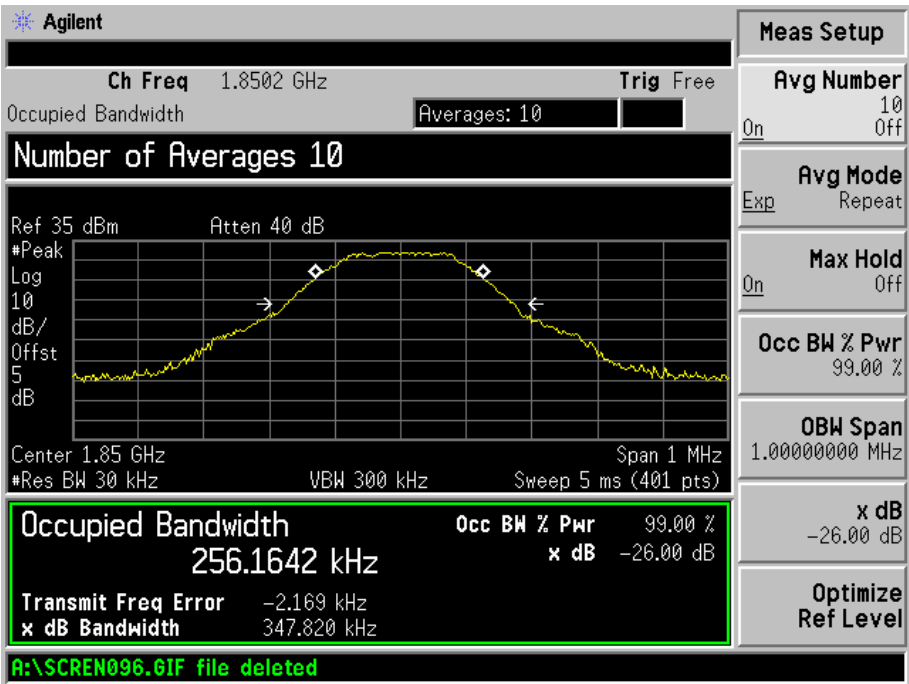 Agilent
Ch Freq 1.8502 GHz Trig Free
Occupied Bandwidth Averages: 10
Number of Averages 10
Ref 35 dBm Atten 40 dB
#Peak
Log
10
dB/
Offst
5
dB
Center 1.85 GHz Span 1 MHz
#Res BW 30 kHz VBW 300 kHz Sweep 5 ms (401 pts)
Occupied Bandwidth Occ BW % Pwr 99.00 %
256.1642 kHz x dB -26.00 dB
Transmit Freq Error -2.169 kHz
x dB Bandwidth 347.820 kHz
A:\SCREN096.GIF file deleted
Meas Setup
Avg Number
10
On Off
Avg Mode
Exp Repeat
Max Hold
On Off
Occ BW % Pwr
99.00 %
OBW Span
1.00000000 MHz
x dB
-26.00 dB
Optimize
Ref Level